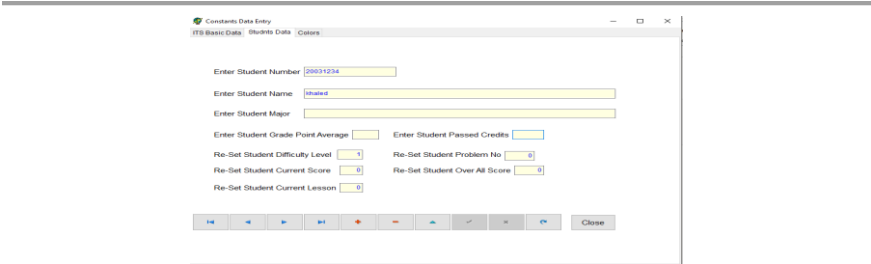 Constants Data Entry
ITS Basic Data Studnts Data Colors
Enter Student Number 20031234
Enter Student Name khaled
Enter Student Major
Enter Student Grade Point Average Enter Student Passed Credits
Re-Set Student Difficulty Level 1 Re-Set Student Problem No 0
Re-Set Student Current Score 0 Re-Set Student Over All Score 0
Re-Set Student Current Lesson 0
Close